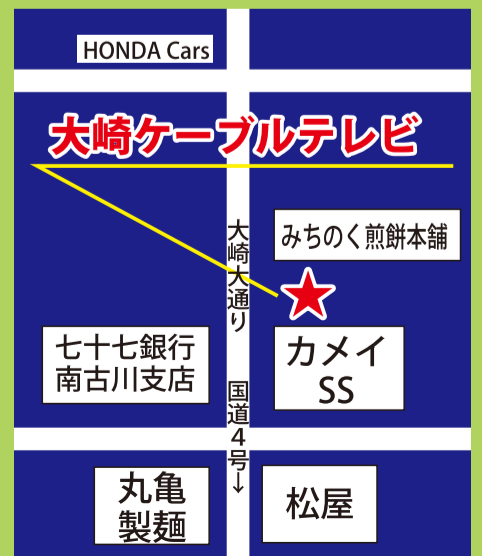 HONDA Cars
大崎ケーブルテレビ
みちのく煎餅本舗
大崎大通り
七十七銀行
南古川支店
カメイ
SS
国道4号↓
丸亀
製麺
松屋